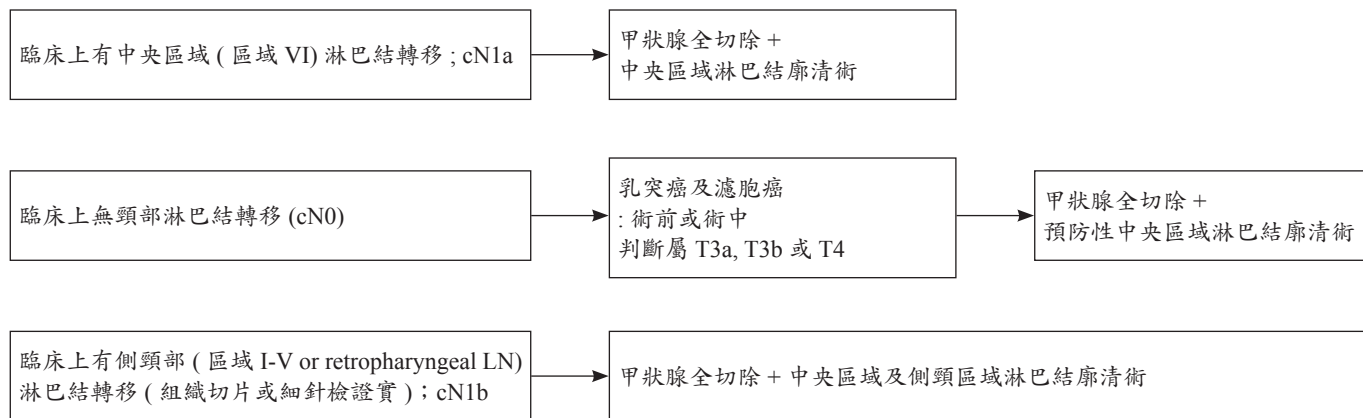 臨床上有中央區域 ( 區域 VI) 淋巴結轉移 ; cN1a
甲狀腺全切除 +
中央區域淋巴結廓清術
臨床上無頸部淋巴結轉移 (cN0)
乳突癌及濾胞癌
: 術前或術中
判斷屬 T3a, T3b 或 T4
甲狀腺全切除 +
預防性中央區域淋巴結廓清術
臨床上有側頸部 ( 區域 I-V or retropharyngeal LN)
淋巴結轉移 ( 組織切片或細針檢證實 )；cN1b
甲狀腺全切除 + 中央區域及側頸區域淋巴結廓清術